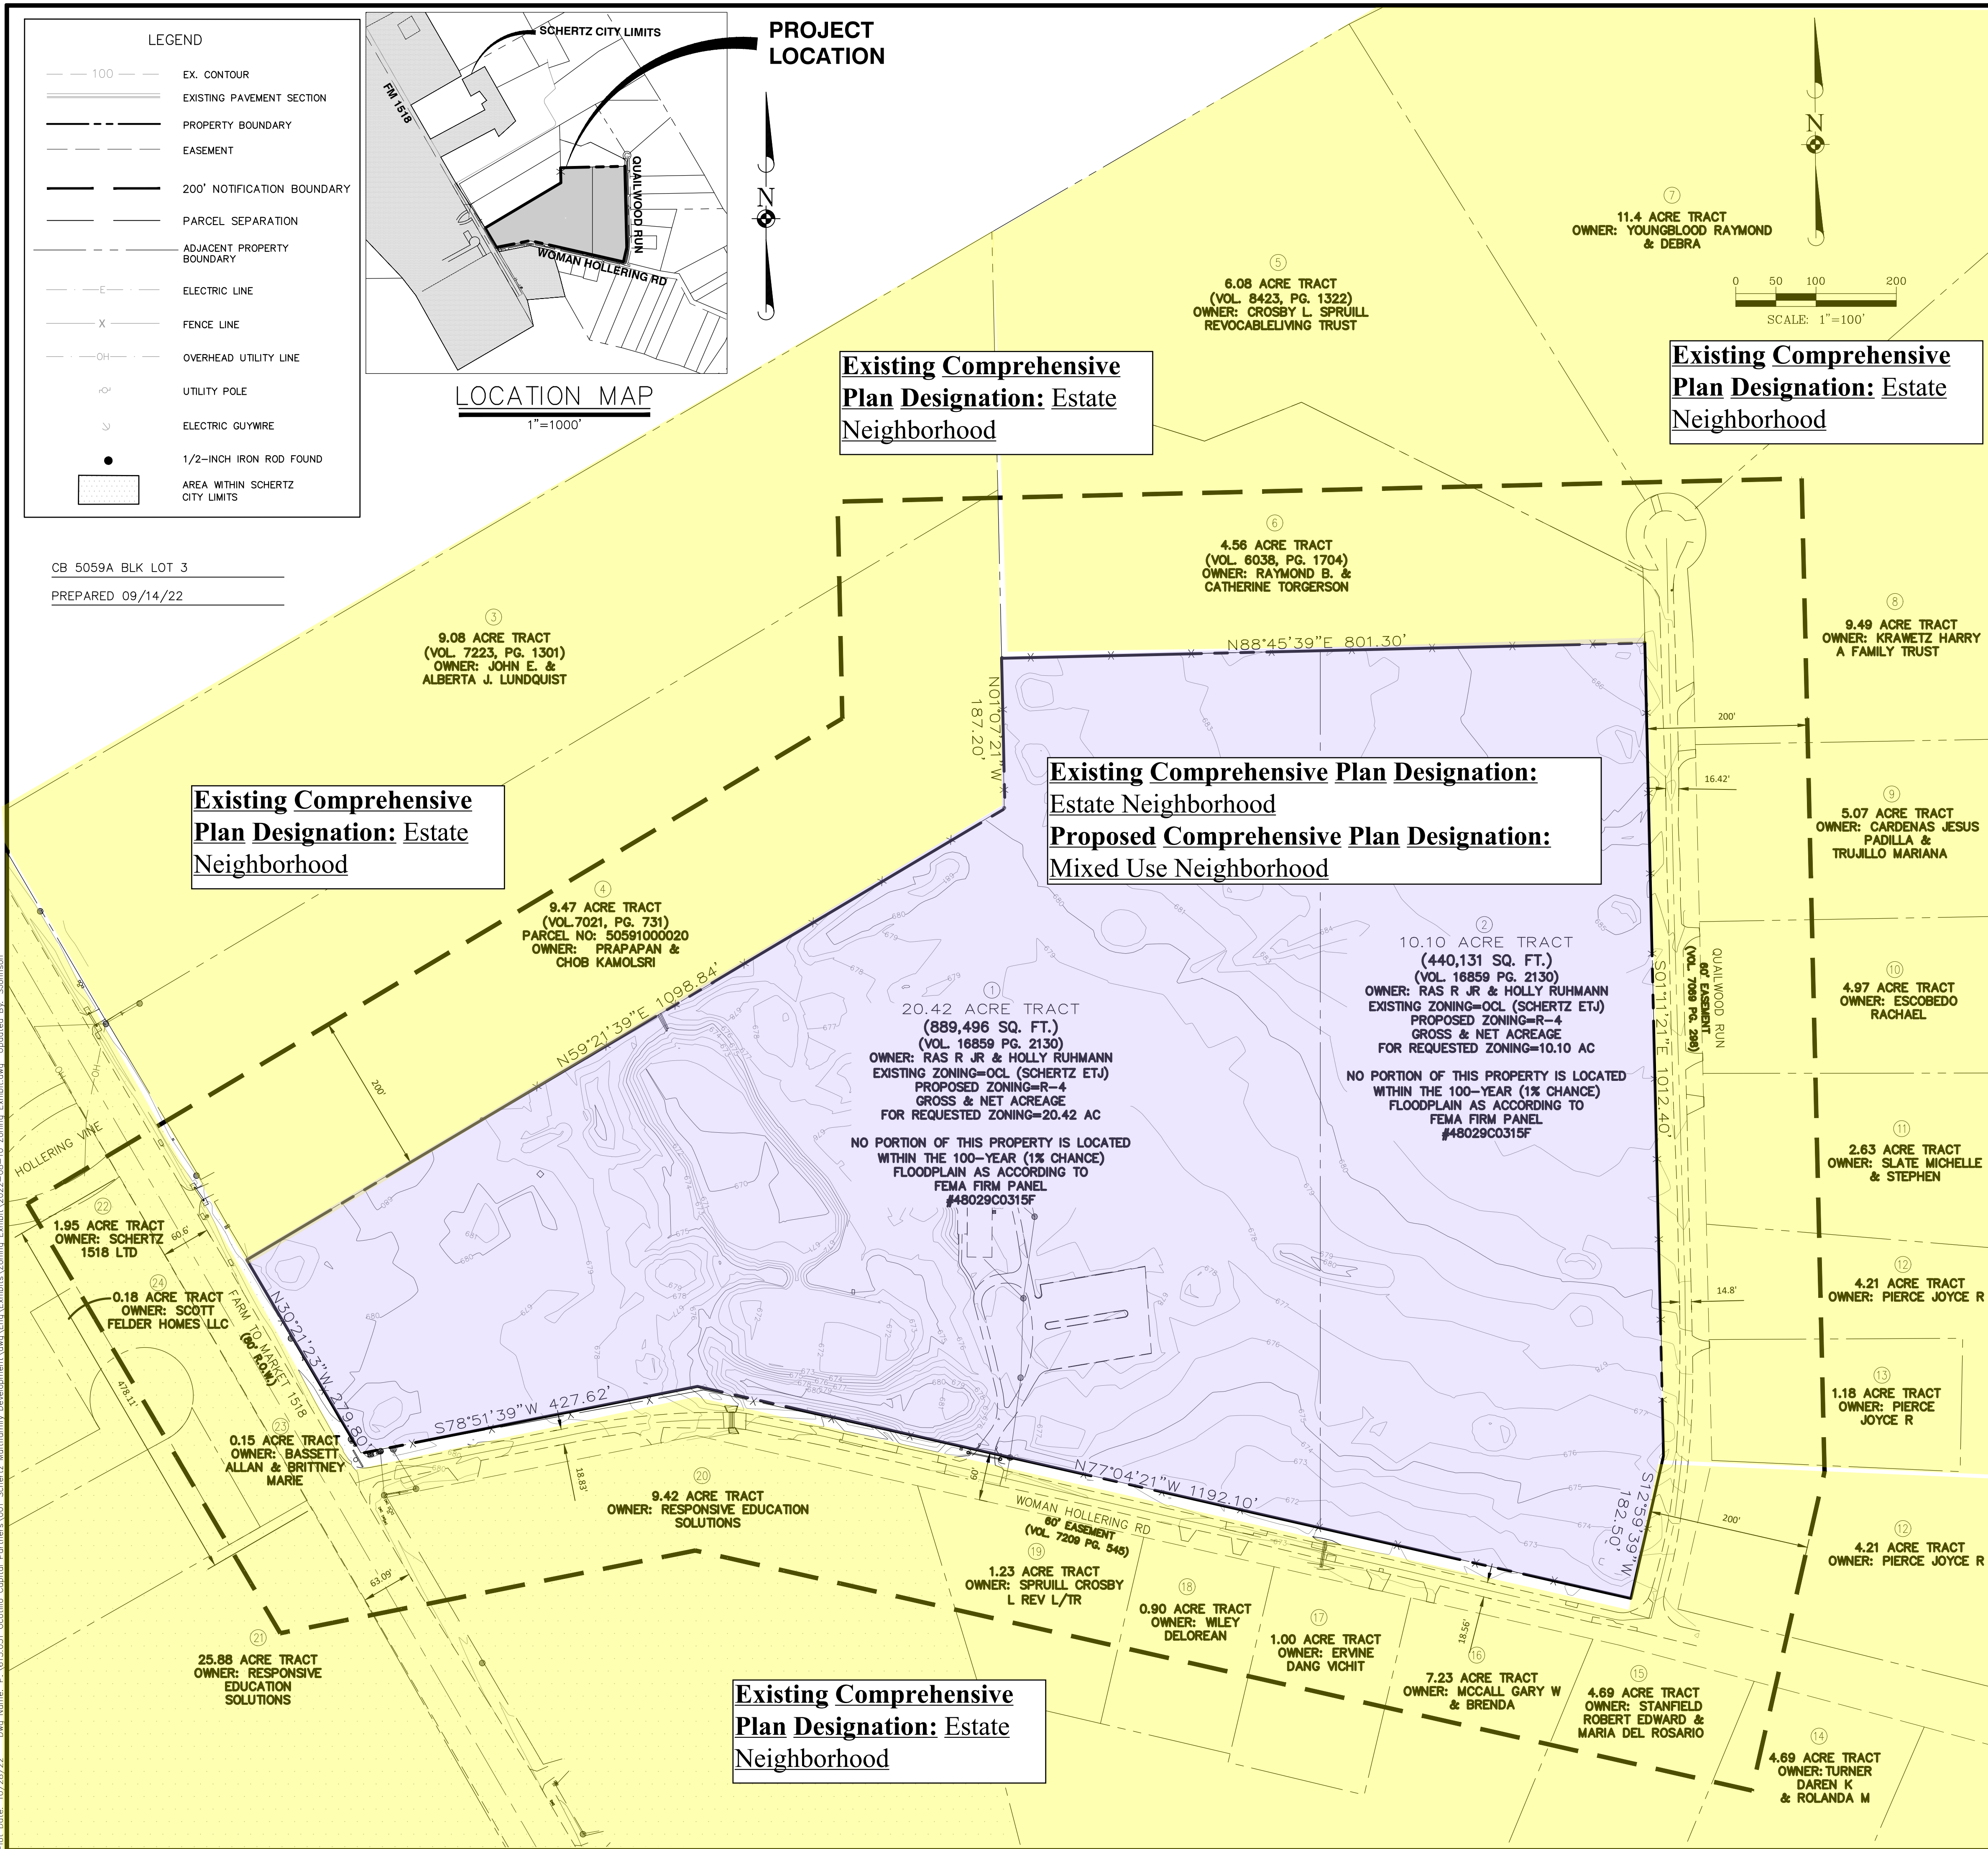 LEGEND
100
EX. CONTOUR
EXISTING PAVEMENT SECTION
PROPERTY BOUNDARY
EASEMENT
200' NOTIFICATION BOUNDARY
PARCEL SEPARATION
ADJACENT PROPERTY
BOUNDARY
E
ELECTRIC LINE
X
FENCE LINE
OH
OVERHEAD UTILITY LINE
UTILITY POLE
ELECTRIC GUYWIRE
1/2-INCH IRON ROD FOUND
AREA WITHIN SCHERTZ
CITY LIMITS
SCHERTZ CITY LIMITS
FM 1518
QUAILWOOD RUN
WOMAN HOLLERING RD
PROJECT
LOCATION
N
LOCATION MAP
1"=1000'
N
0 50 100 200
SCALE: 1"=100'
CB 5059A BLK LOT 3
PREPARED 09/14/22
7
11.4 ACRE TRACT
OWNER: YOUNGBLOOD RAYMOND
& DEBRA
5
6.08 ACRE TRACT
(VOL. 8423, PG. 1322)
OWNER: CROSBY L. SPRUILL
REVOCABLELIVING TRUST
Existing Comprehensive
Plan Designation: Estate
Neighborhood
Existing Comprehensive
Plan Designation: Estate
Neighborhood
6
4.56 ACRE TRACT
(VOL. 6038, PG. 1704)
OWNER: RAYMOND B. &
CATHERINE TORGERSON
3
9.08 ACRE TRACT
(VOL. 7223, PG. 1301)
OWNER: JOHN E. &
ALBERTA J. LUNDQUIST
8
9.49 ACRE TRACT
OWNER: KRAWETZ HARRY
A FAMILY TRUST
N88°45'39"E 801.30'
N01°07'21"W
187.20'
200'
16.42'
Existing Comprehensive
Plan Designation: Estate
Neighborhood
Existing Comprehensive Plan Designation:
Estate Neighborhood
Proposed Comprehensive Plan Designation:
Mixed Use Neighborhood
9
5.07 ACRE TRACT
OWNER: CARDENAS JESUS
PADILLA &
TRUJILLO MARIANA
4
9.47 ACRE TRACT
(VOL.7021, PG. 731)
PARCEL NO: 50591000020
OWNER: PRAPAPAN &
CHOB KAMOLSRI
N59°21'39"E 1098.84'
200'
1
20.42 ACRE TRACT
(889,496 SQ. FT.)
(VOL. 16859 PG. 2130)
OWNER: RAS R JR & HOLLY RUHMANN
EXISTING ZONING=OCL (SCHERTZ ETJ)
PROPOSED ZONING=R-4
GROSS & NET ACREAGE
FOR REQUESTED ZONING=20.42 AC
NO PORTION OF THIS PROPERTY IS LOCATED
WITHIN THE 100-YEAR (1% CHANCE)
FLOODPLAIN AS ACCORDING TO
FEMA FIRM PANEL
#48029C0315F
2
10.10 ACRE TRACT
(440,131 SQ. FT.)
(VOL. 16859 PG. 2130)
OWNER: RAS R JR & HOLLY RUHMANN
EXISTING ZONING=OCL (SCHERTZ ETJ)
PROPOSED ZONING=R-4
GROSS & NET ACREAGE
FOR REQUESTED ZONING=10.10 AC
NO PORTION OF THIS PROPERTY IS LOCATED
WITHIN THE 100-YEAR (1% CHANCE)
FLOODPLAIN AS ACCORDING TO
FEMA FIRM PANEL
#48029C0315F
S01°11'21"E 1012.40'
QUAILWOOD RUN
60' EASEMENT
(VOL. 7069 PG. 298)
10
4.97 ACRE TRACT
OWNER: ESCOBEDO
RACHAEL
11
2.63 ACRE TRACT
OWNER: SLATE MICHELLE
& STEPHEN
12
4.21 ACRE TRACT
OWNER: PIERCE JOYCE R
14.8'
13
1.18 ACRE TRACT
OWNER: PIERCE
JOYCE R
12
4.21 ACRE TRACT
OWNER: PIERCE JOYCE R
HOLLERING VINE
22
1.95 ACRE TRACT
OWNER: SCHERTZ
1518 LTD
60.6'
24
0.18 ACRE TRACT
OWNER: SCOTT
FELDER HOMES LLC
478.11'
FARM TO MARKET 1518
(80' R.O.W.)
N30°21'23"W 279.80'
23
0.15 ACRE TRACT
OWNER: BASSETT
ALLAN & BRITTNEY
MARIE
63.09'
S78°51'39"W 427.62'
18.83'
20
9.42 ACRE TRACT
OWNER: RESPONSIVE EDUCATION
SOLUTIONS
21
25.88 ACRE TRACT
OWNER: RESPONSIVE
EDUCATION
SOLUTIONS
N77°04'21"W 1192.10'
60'
WOMAN HOLLERING RD
60' EASEMENT
(VOL. 7209 PG. 545)
S12°59'39"W
182.50'
200'
19
1.23 ACRE TRACT
OWNER: SPRUILL CROSBY
L REV L/TR
18
0.90 ACRE TRACT
OWNER: WILEY
DELOREAN
17
1.00 ACRE TRACT
OWNER: ERVINE
DANG VICHIT
18.56'
16
7.23 ACRE TRACT
OWNER: MCCALL GARY W
& BRENDA
15
4.69 ACRE TRACT
OWNER: STANFIELD
ROBERT EDWARD &
MARIA DEL ROSARIO
14
4.69 ACRE TRACT
OWNER: TURNER
DAREN K
& ROLANDA M
Existing Comprehensive
Plan Designation: Estate
Neighborhood